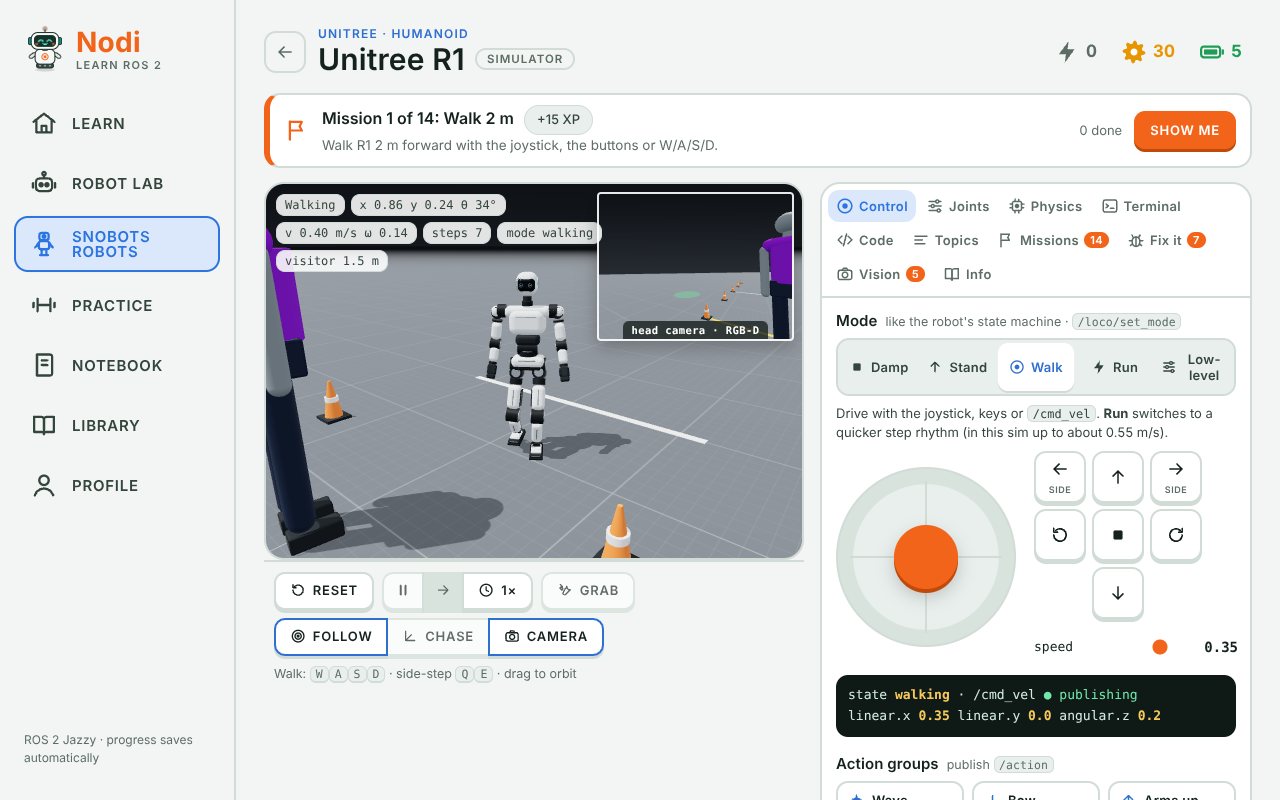 Nodi
LEARN ROS 2
LEARN
ROBOT LAB
SNOBOTS
ROBOTS
PRACTICE
NOTEBOOK
LIBRARY
PROFILE
ROS 2 Jazzy · progress saves
automatically
UNITREE · HUMANOID
Unitree R1 SIMULATOR
0 30 5
Mission 1 of 14: Walk 2 m +15 XP
Walk R1 2 m forward with the joystick, the buttons or W/A/S/D.
0 done SHOW ME
Walking x 0.86 y 0.24 θ 34°
v 0.40 m/s ω 0.14 steps 7 mode walking
visitor 1.5 m
head camera · RGB-D
RESET 1× GRAB
FOLLOW CHASE CAMERA
Walk: W A S D · side-step Q E · drag to orbit
Control Joints Physics Terminal
Code Topics Missions 14 Fix it 7
Vision 5 Info
Mode like the robot's state machine · /loco/set_mode
Damp Stand Walk Run Low-
level
Drive with the joystick, keys or /cmd_vel. Run switches to a
quicker step rhythm (in this sim up to about 0.55 m/s).
SIDE SIDE
speed 0.35
state walking · /cmd_vel ● publishing
linear.x 0.35 linear.y 0.0 angular.z 0.2
Action groups publish /action
Wave Bow Arms up